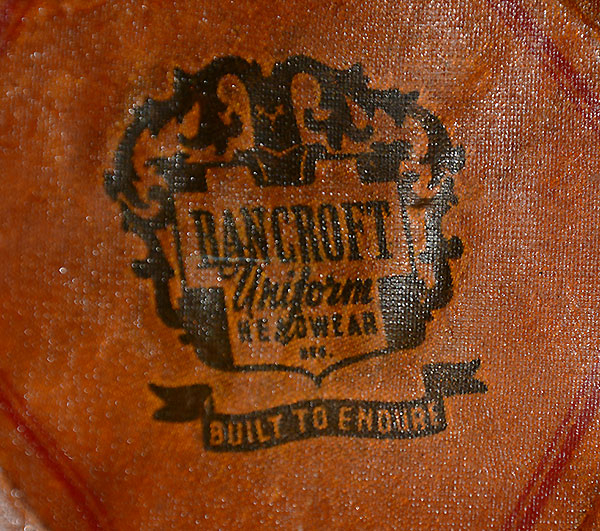 BANCROFT
Uniform
HEADWEAR
BUILT TO ENDURE